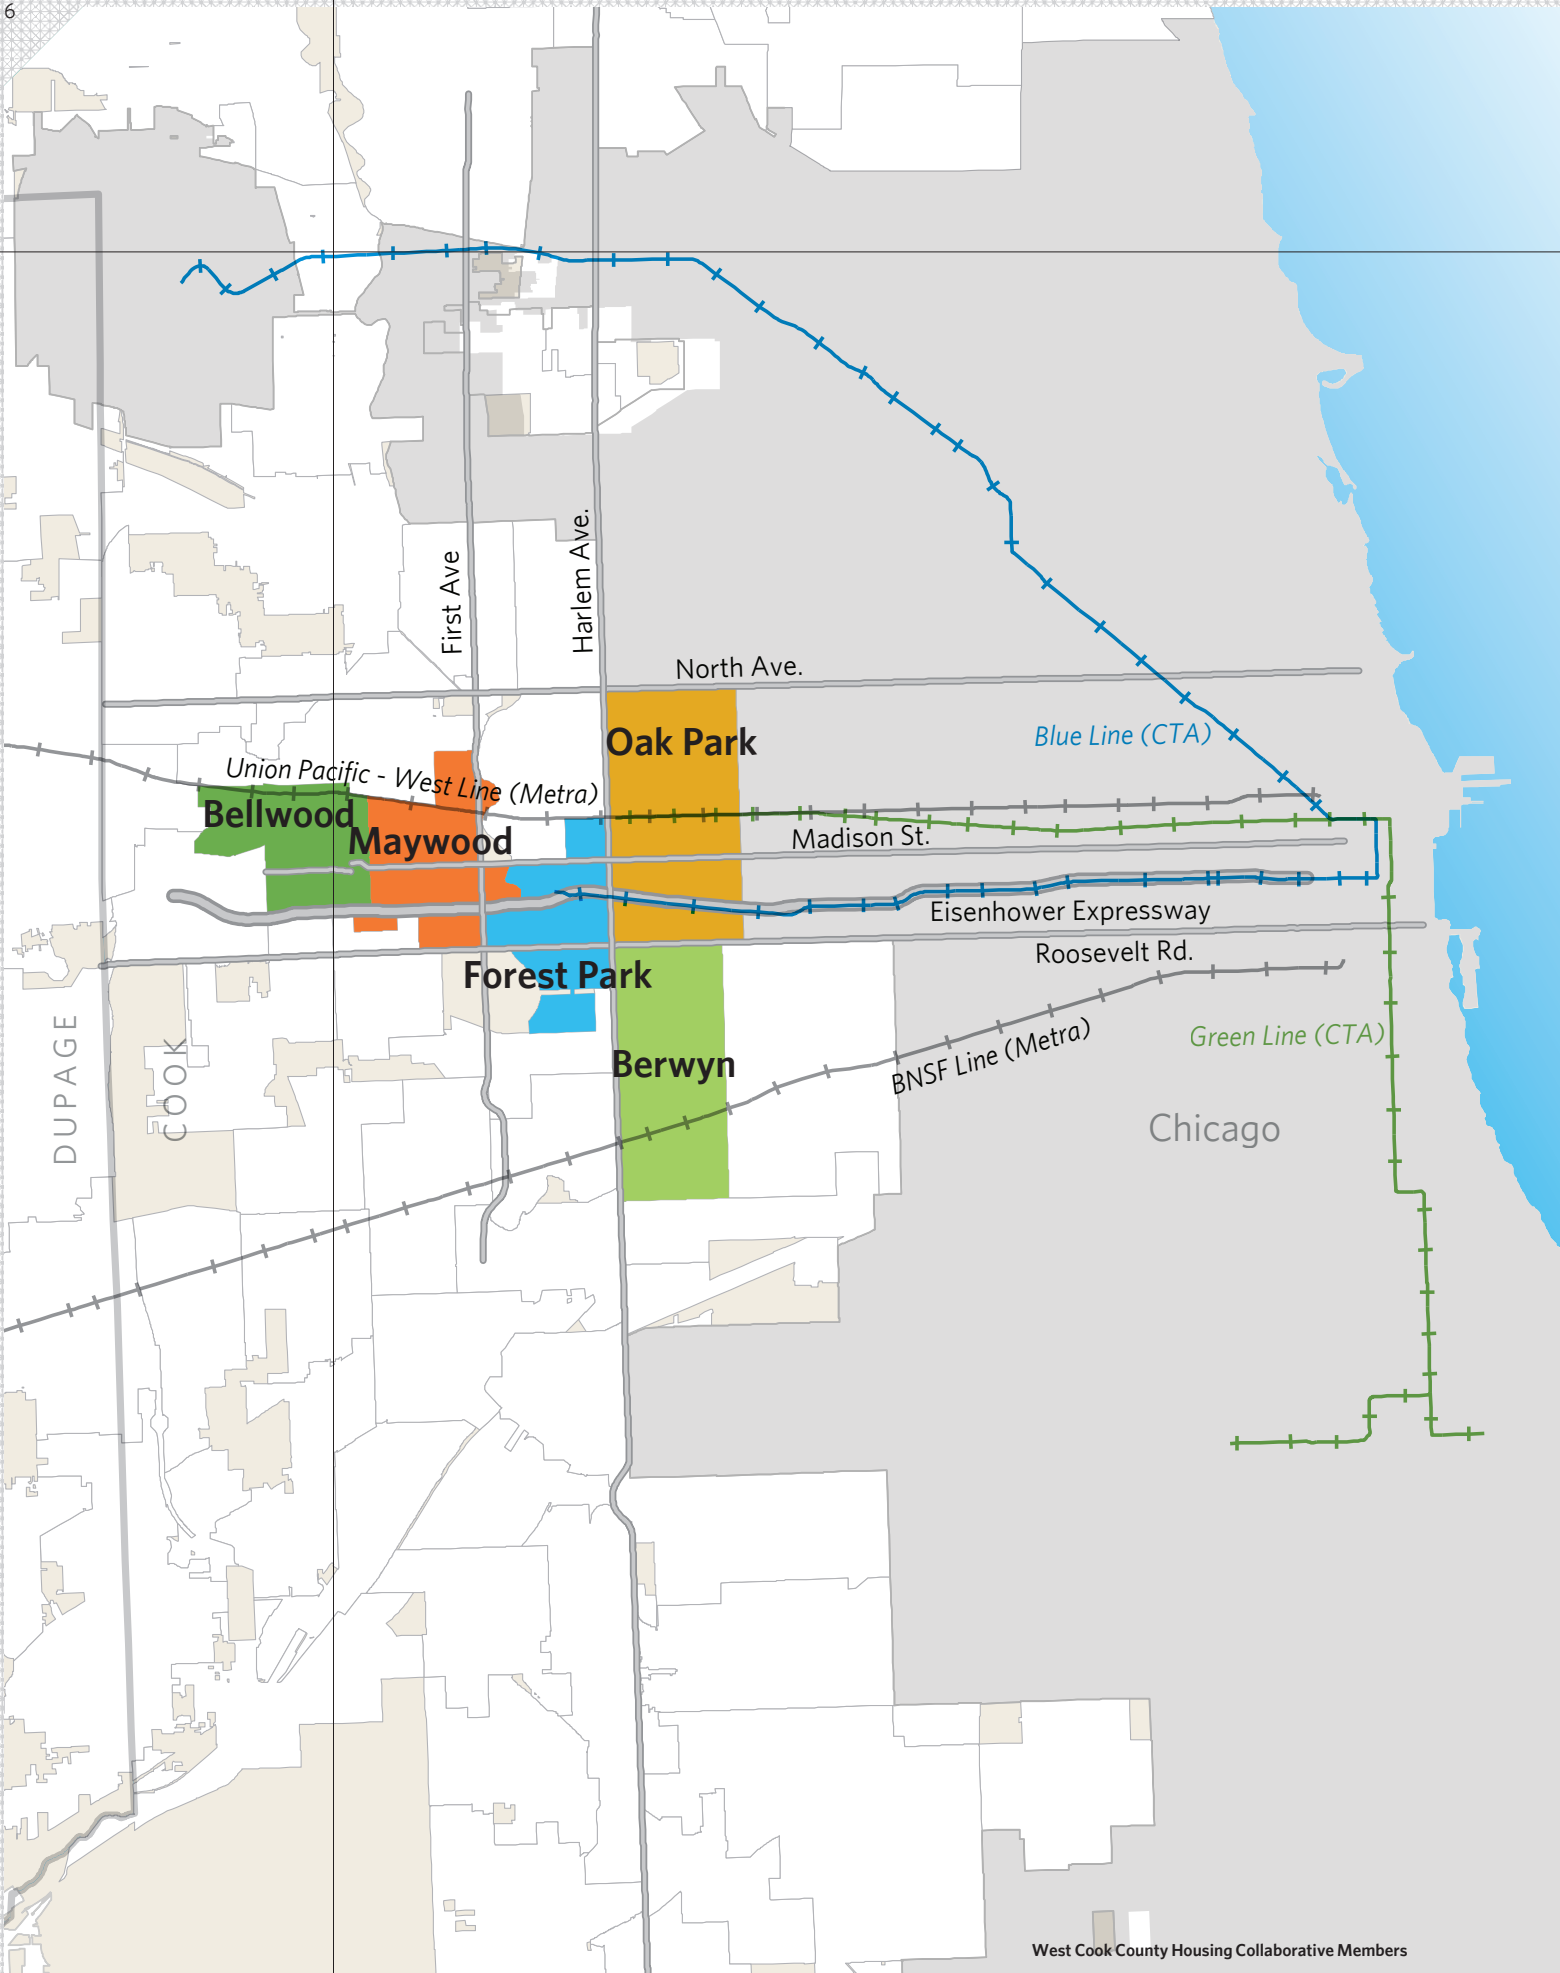 6
First Ave
Harlem Ave.
North Ave.
Oak Park
Blue Line (CTA)
Union Pacific - West Line (Metra)
Bellwood
Maywood
Madison St.
Eisenhower Expressway
Roosevelt Rd.
Forest Park
DUPAGE
COOK
Berwyn
BNSF Line (Metra)
Green Line (CTA)
Chicago
West Cook County Housing Collaborative Members